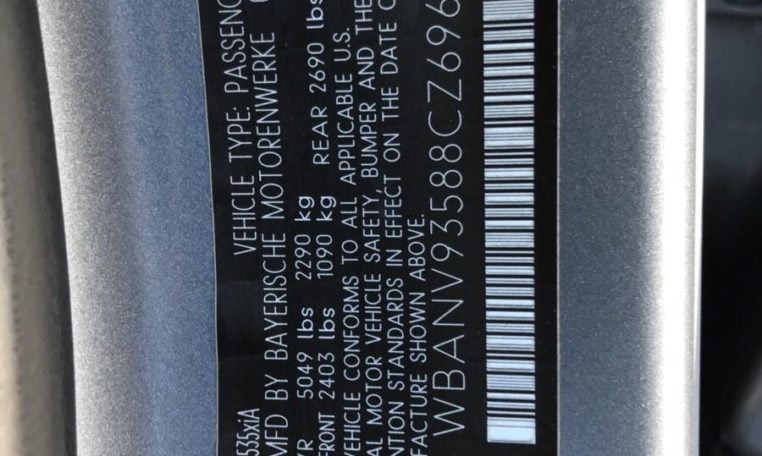 535xiA VEHICLE TYPE: PASSENG
MFD BY BAYERISCHE MOTORENWERKE
5049 lbs 2290 kg
FRONT 2403 lbs 1090 kg REAR 2690 lbs
VEHICLE CONFORMS TO ALL APPLICABLE U.S.
AL MOTOR VEHICLE SAFETY, BUMPER AND THE
NTION STANDARDS IN EFFECT ON THE DATE O
FACTURE SHOWN ABOVE.
WBANV93588CZ696